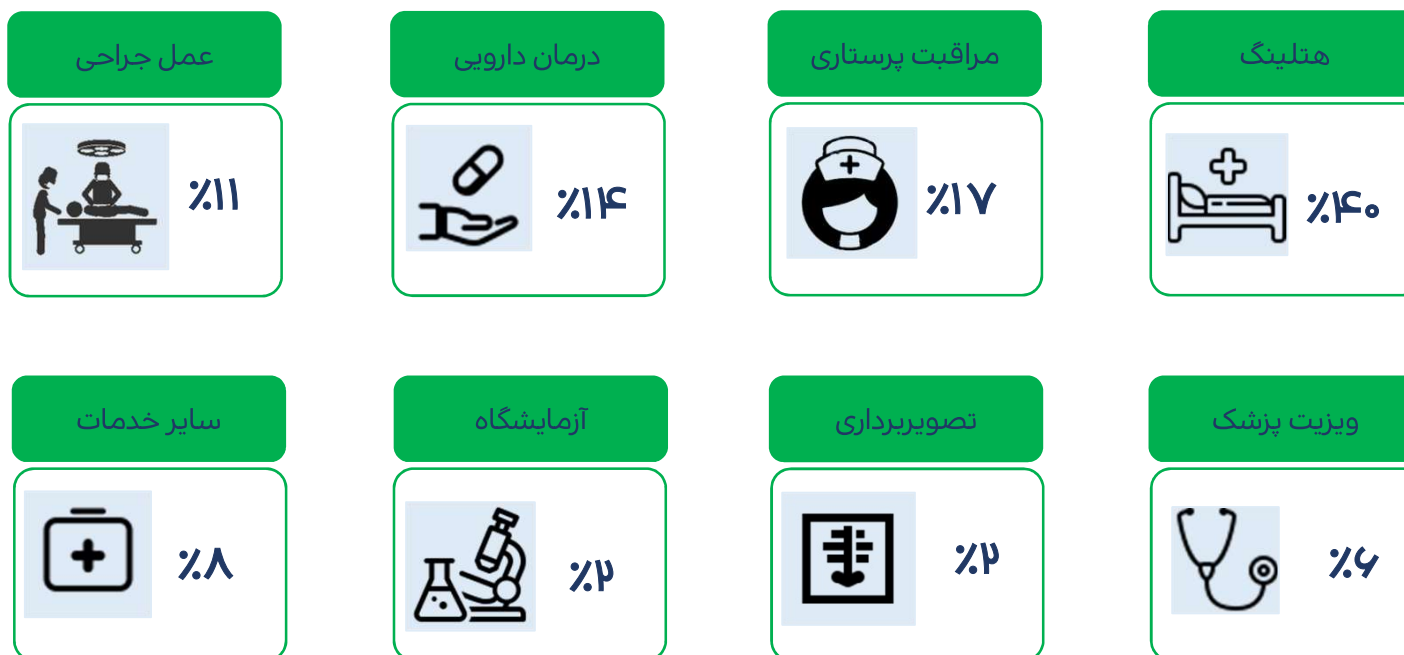 هتلینگ
٪۴۰
مراقبت پرستاری
٪۱۷
درمان دارویی
٪۱۴
عمل جراحی
٪۱۱
ویزیت پزشک
٪۶
تصویربرداری
٪۲
آزمایشگاه
٪۲
سایر خدمات
٪۸